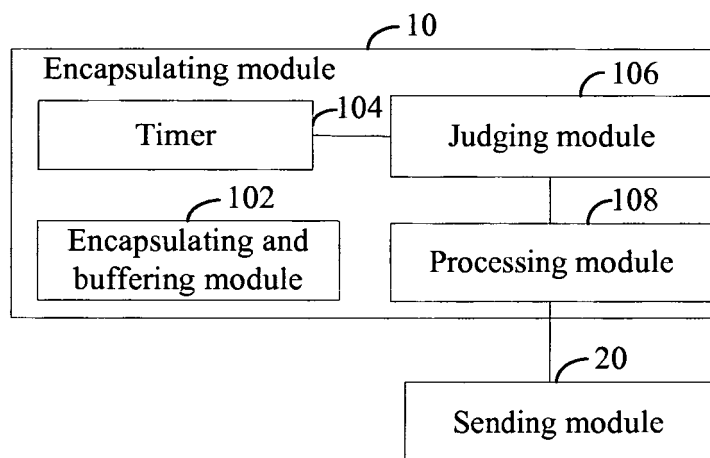 10
Encapsulating module
106
104
Timer
Judging module
102
108
Encapsulating and
buffering module
Processing module
20
Sending module